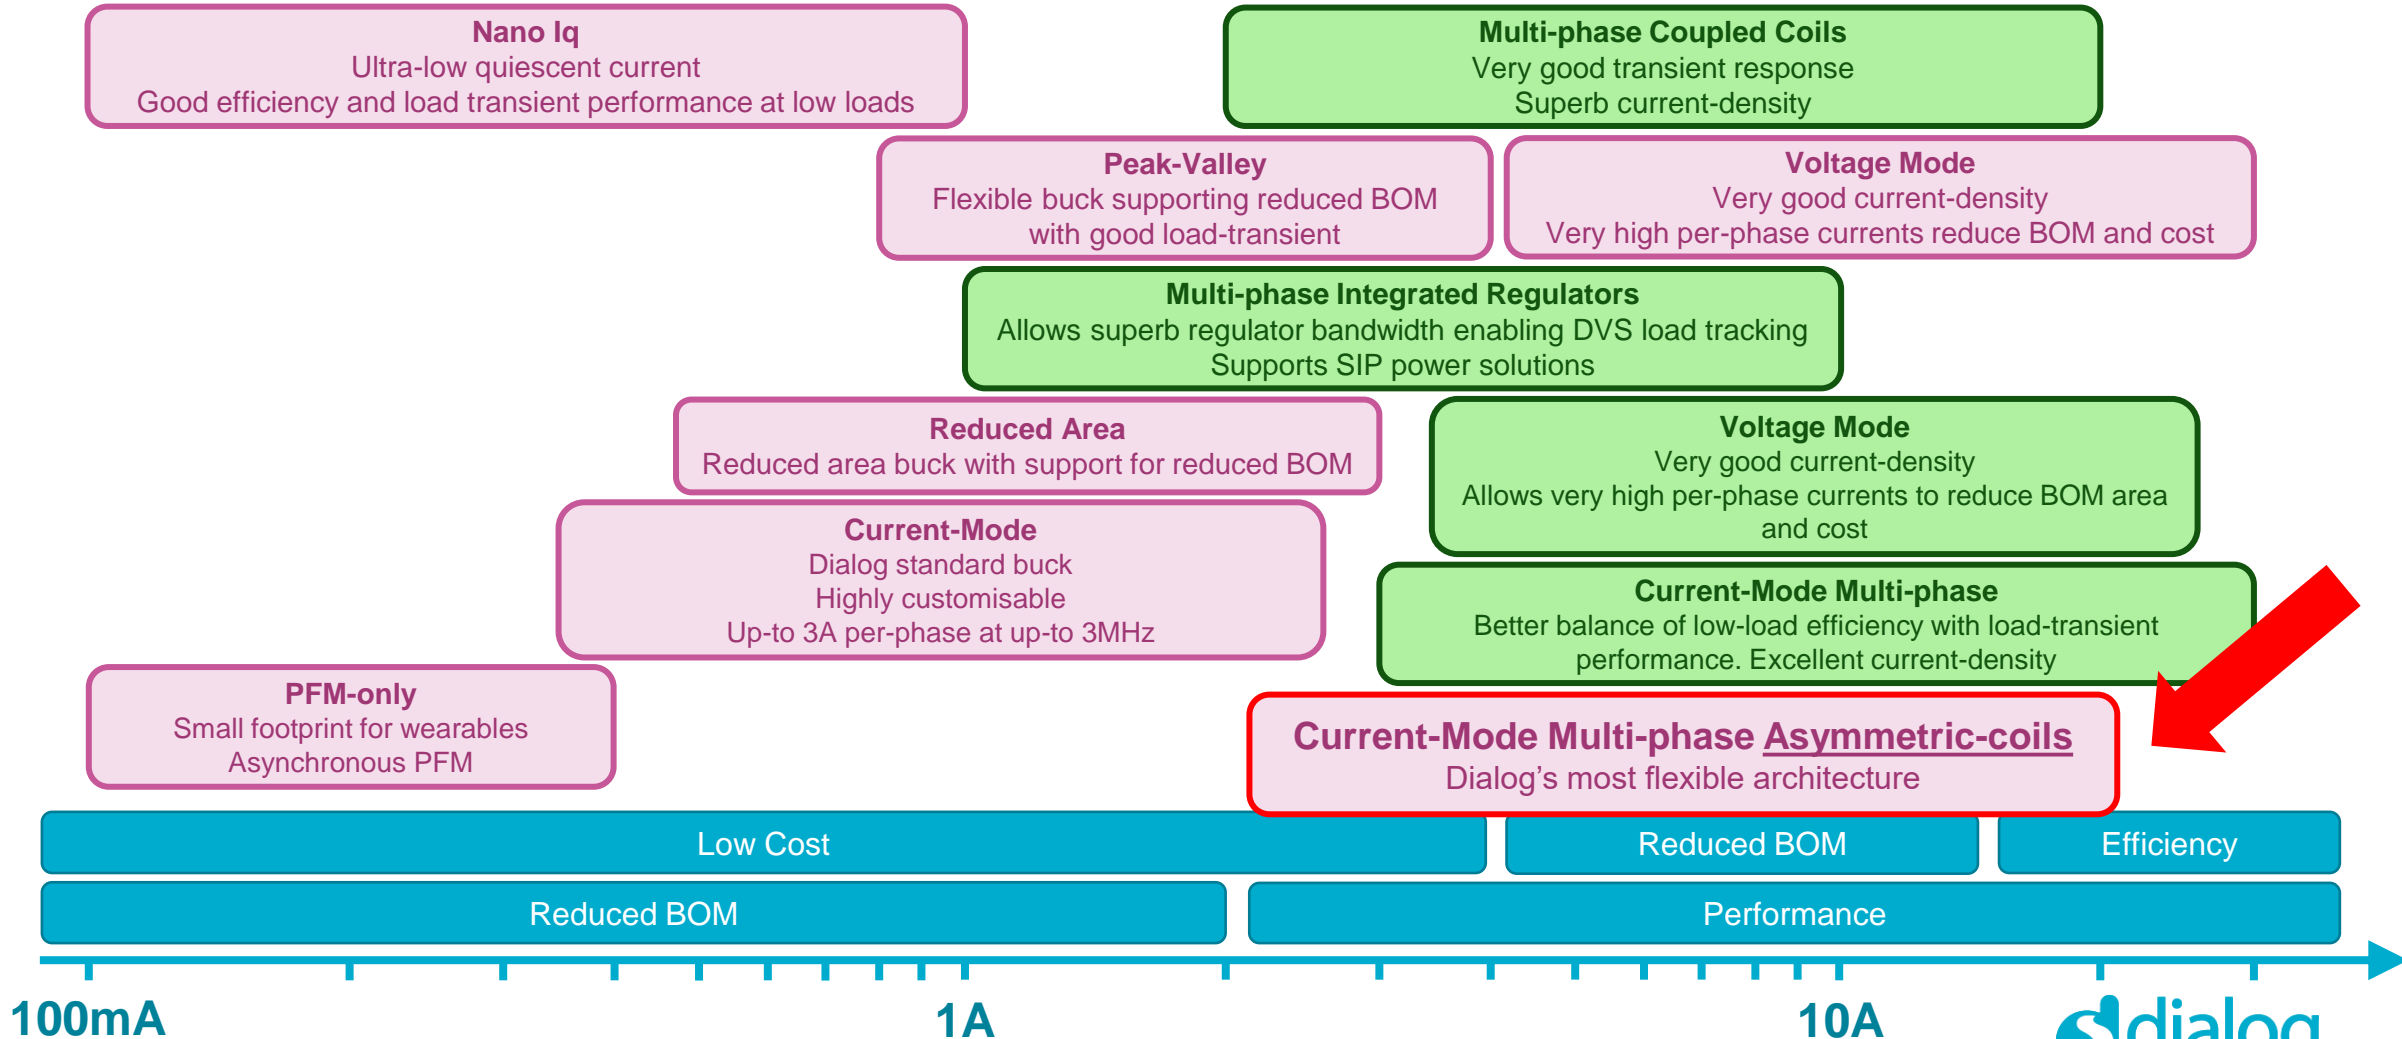 Nano Iq
Ultra-low quiescent current
Good efficiency and load transient performance at low loads
Multi-phase Coupled Coils
Very good transient response
Superb current-density
Peak-Valley
Flexible buck supporting reduced BOM
with good load-transient
Voltage Mode
Very good current-density
Very high per-phase currents reduce BOM and cost
Multi-phase Integrated Regulators
Allows superb regulator bandwidth enabling DVS load tracking
Supports SIP power solutions
Reduced Area
Reduced area buck with support for reduced BOM
Voltage Mode
Very good current-density
Allows very high per-phase currents to reduce BOM area
and cost
Current-Mode
Dialog standard buck
Highly customisable
Up-to 3A per-phase at up-to 3MHz
Current-Mode Multi-phase
Better balance of low-load efficiency with load-transient
performance. Excellent current-density
PFM-only
Small footprint for wearables
Asynchronous PFM
Current-Mode Multi-phase Asymmetric-coils
Dialog’s most flexible architecture
Low Cost
Reduced BOM
Efficiency
Reduced BOM
Performance
100mA
1A
10A
dialog